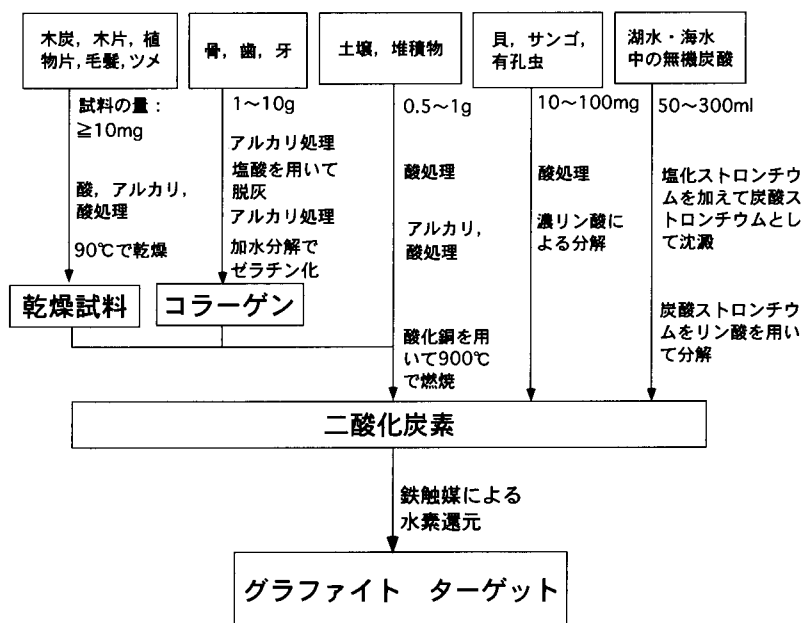 木炭，木片，植
物片，毛髪，ツメ
骨，歯，牙
土壌，堆積物
貝，サンゴ，
有孔虫
湖水・海水
中の無機炭酸
試料の量：
≧10mg
酸，アルカリ，
酸処理
90℃で乾燥
乾燥試料
1～10g
アルカリ処理
塩酸を用いて
脱灰
アルカリ処理
加水分解で
ゼラチン化
コラーゲン
0.5～1g
酸処理
アルカリ，
酸処理
酸化銅を用
いて900℃
で燃焼
10～100mg
酸処理
濃リン酸に
よる分解
50～300ml
塩化ストロンチウ
ムを加えて炭酸ス
トロンチウムとし
て沈澱
炭酸ストロンチウ
ムをリン酸を用い
て分解
二酸化炭素
鉄触媒による
水素還元
グラファイト　ターゲット